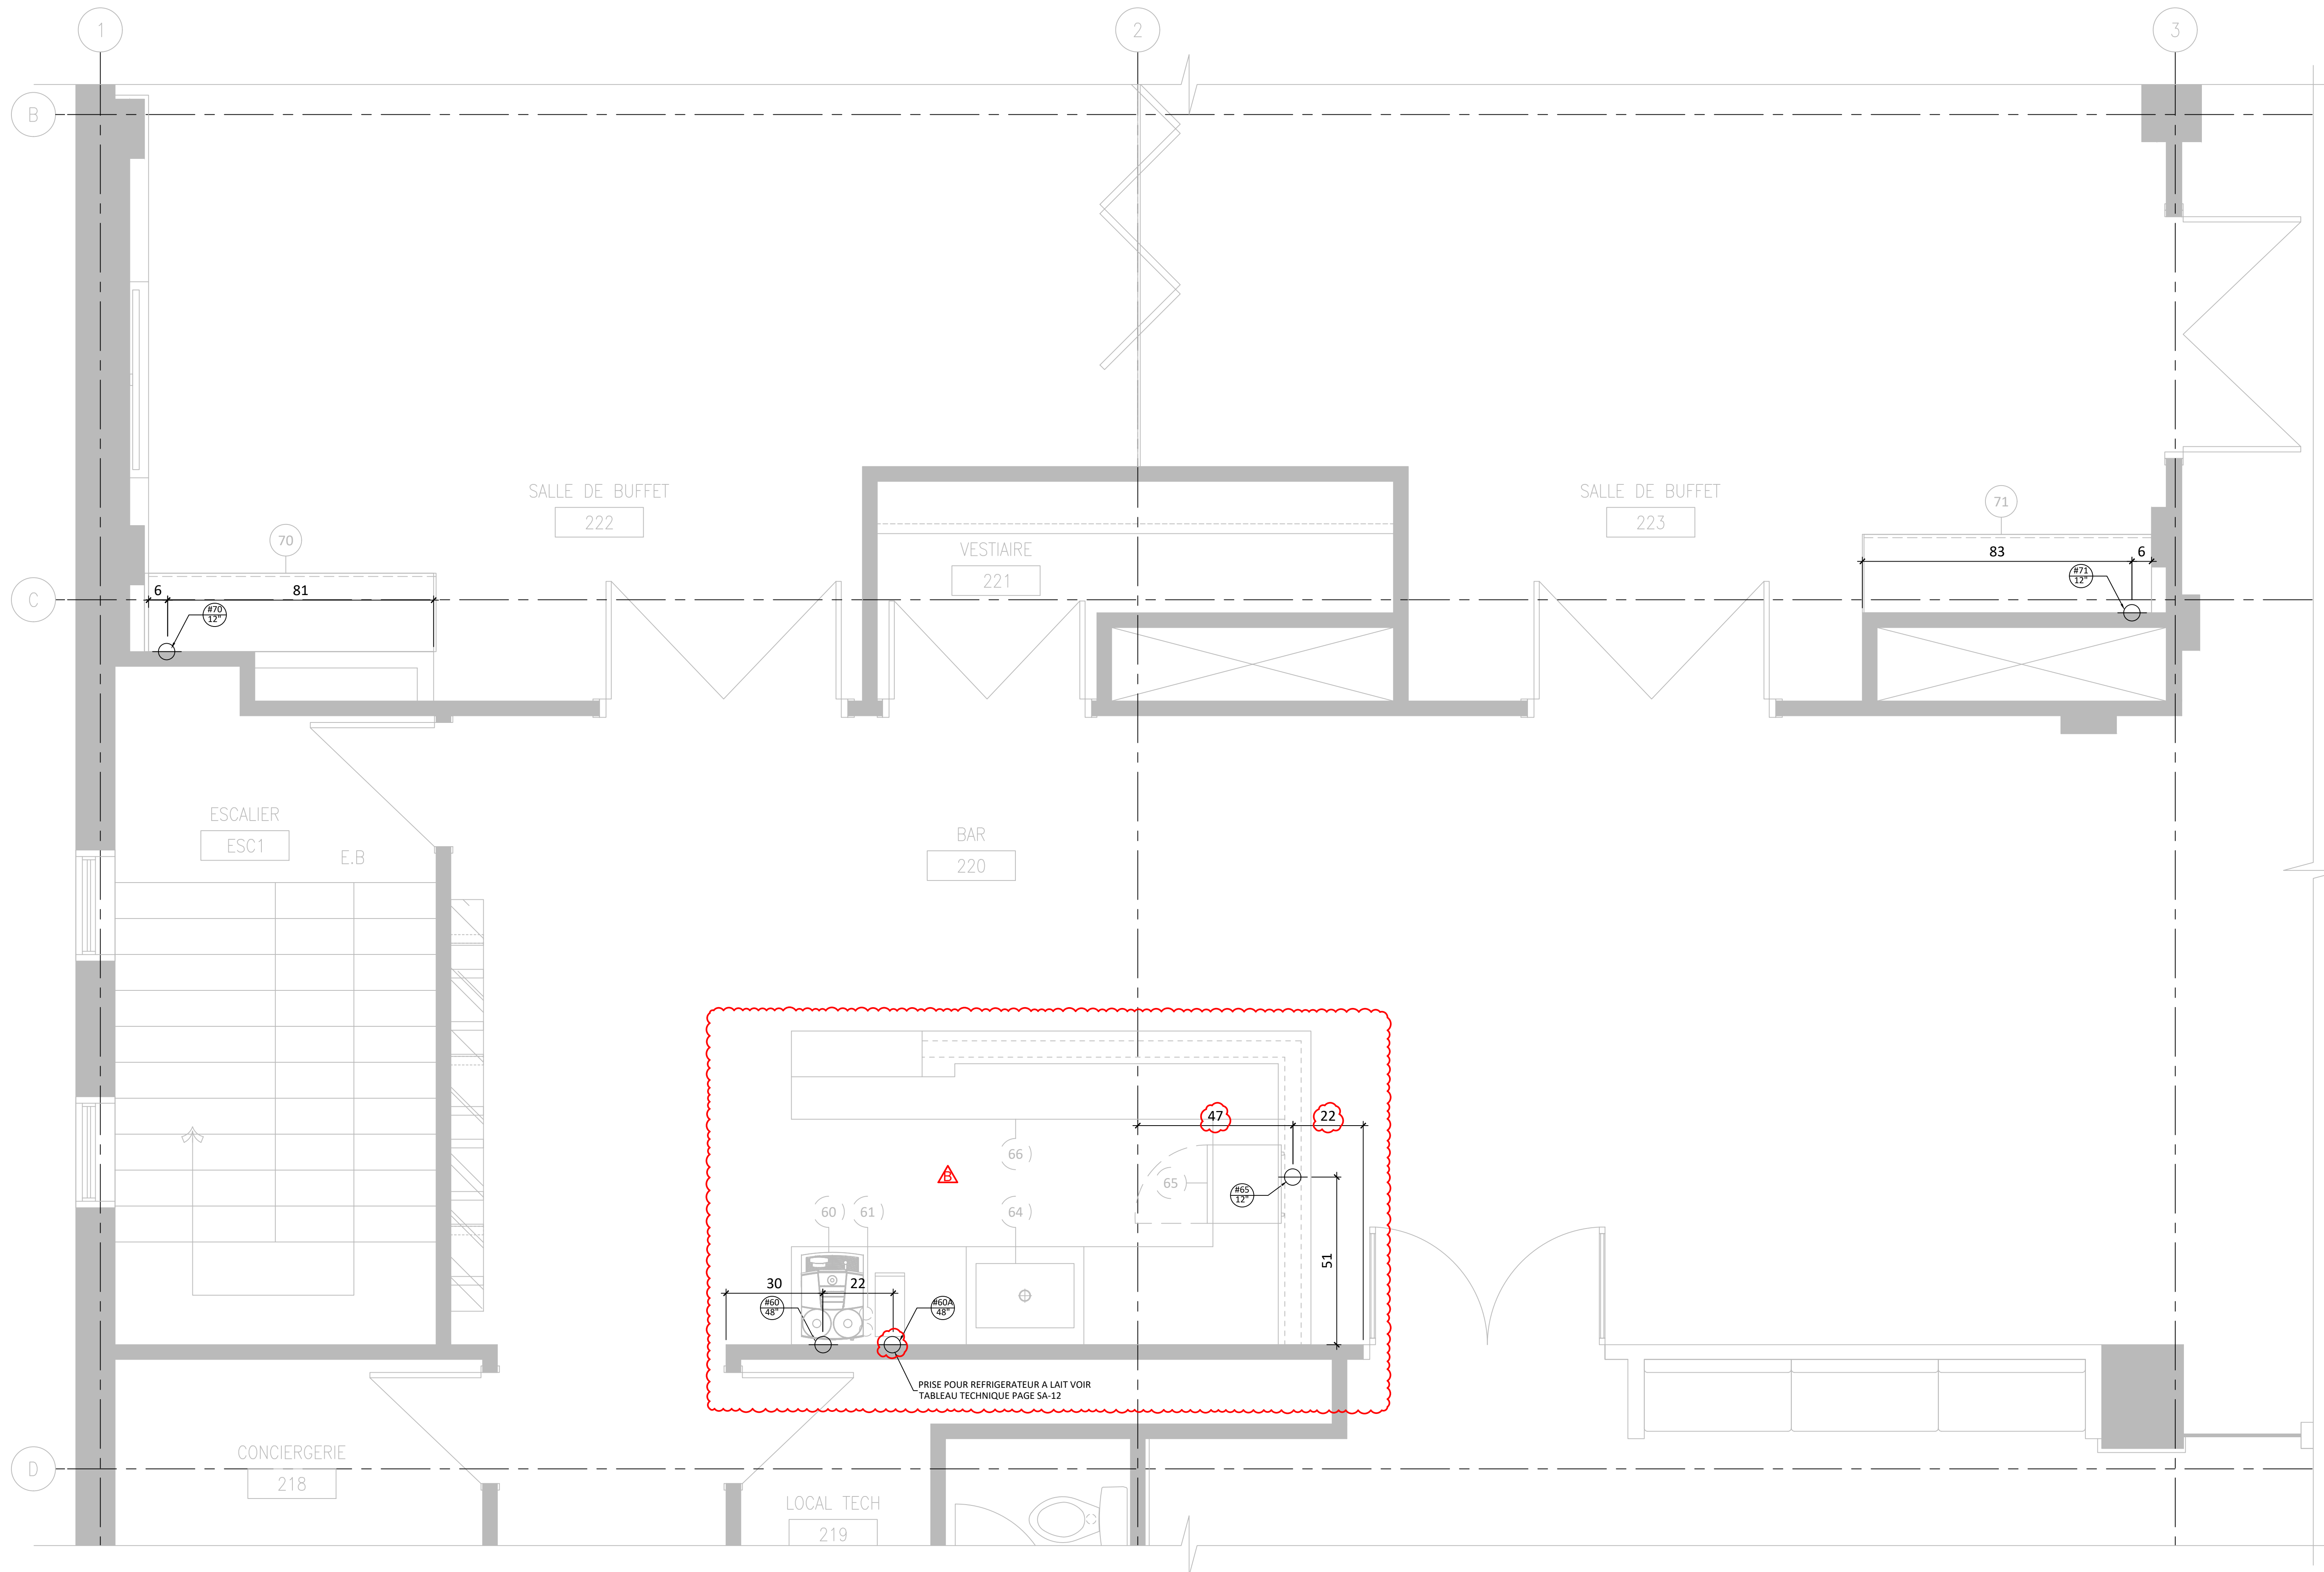 1
2
3
B
C
D
SALLE DE BUFFET
222
SALLE DE BUFFET
223
VESTIAIRE
221
70
71
6
81
#70
12"
83
6
#71
12"
ESCALIER
ESC1
E.B
BAR
220
47
22
66
B
65
#65
12"
60
61
64
51
30
22
#60
48"
#60A
48"
PRISE POUR REFRIGERATEUR A LAIT VOIR
TABLEAU TECHNIQUE PAGE SA-12
CONCIERGERIE
218
LOCAL TECH
219